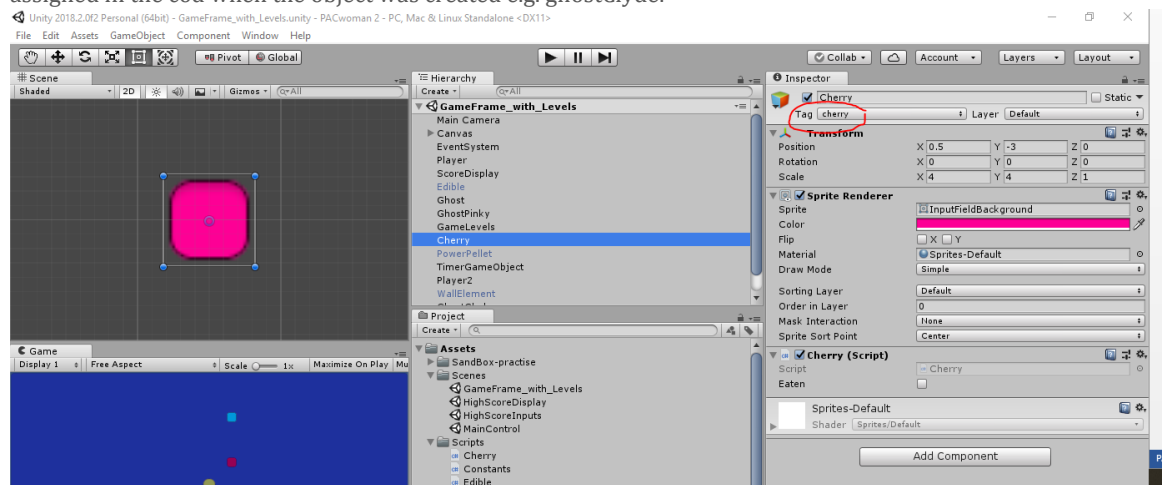 assigned in the cod when the object was created e.g. ghostClyde.
Unity 2018.2.0f2 Personal (64bit) - GameFrame_with_Levels.unity - PACwoman 2 - PC, Mac & Linux Standalone <DX11>
File Edit Assets GameObject Component Window Help
Pivot Global Collab Account Layers Layout
Scene
Shaded 2D Gizmos All
Hierarchy
Create All
GameFrame_with_Levels
Main Camera
Canvas
EventSystem
Player
ScoreDisplay
Edible
Ghost
GhostPinky
GameLevels
Cherry
PowerPellet
TimerGameObject
Player2
WallElement
Project
Create
Assets
SandBox-practise
Scenes
GameFrame_with_Levels
HighScoreDisplay
HighScoreInputs
MainControl
Scripts
Cherry
Constants
Edible
Game
Display 1 Free Aspect Scale 1x Maximize On Play Mu
Inspector
Cherry Static
Tag cherry Layer Default
Transform
Position X 0.5 Y -3 Z 0
Rotation X 0 Y 0 Z 0
Scale X 4 Y 4 Z 1
Sprite Renderer
Sprite InputFieldBackground
Color
Flip X Y
Material Sprites-Default
Draw Mode Simple
Sorting Layer Default
Order in Layer 0
Mask Interaction None
Sprite Sort Point Center
Cherry (Script)
Script Cherry
Eaten
Sprites-Default
Shader Sprites/Default
Add Component
P